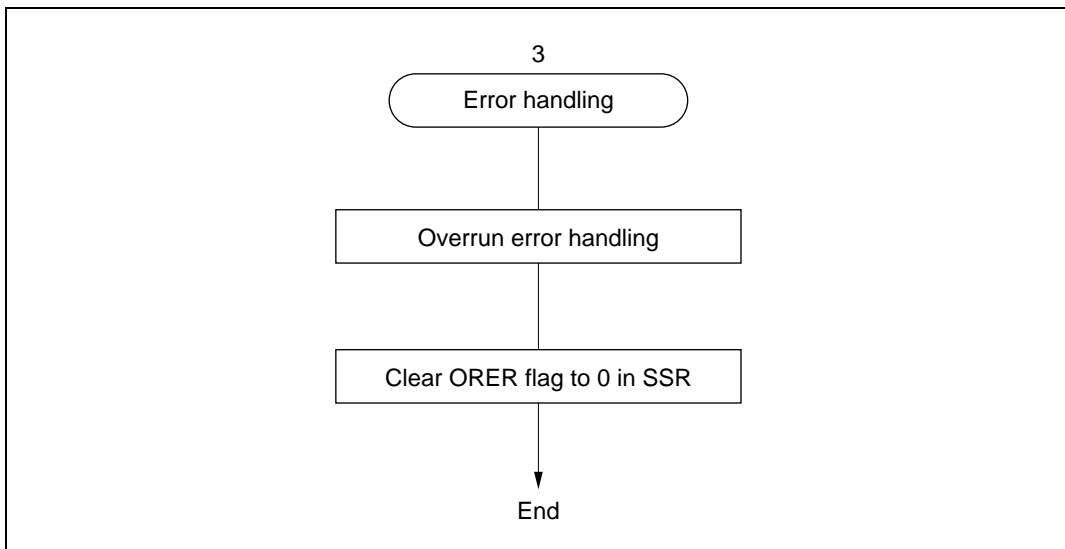 3
Error handling
Overrun error handling
Clear ORER flag to 0 in SSR
End